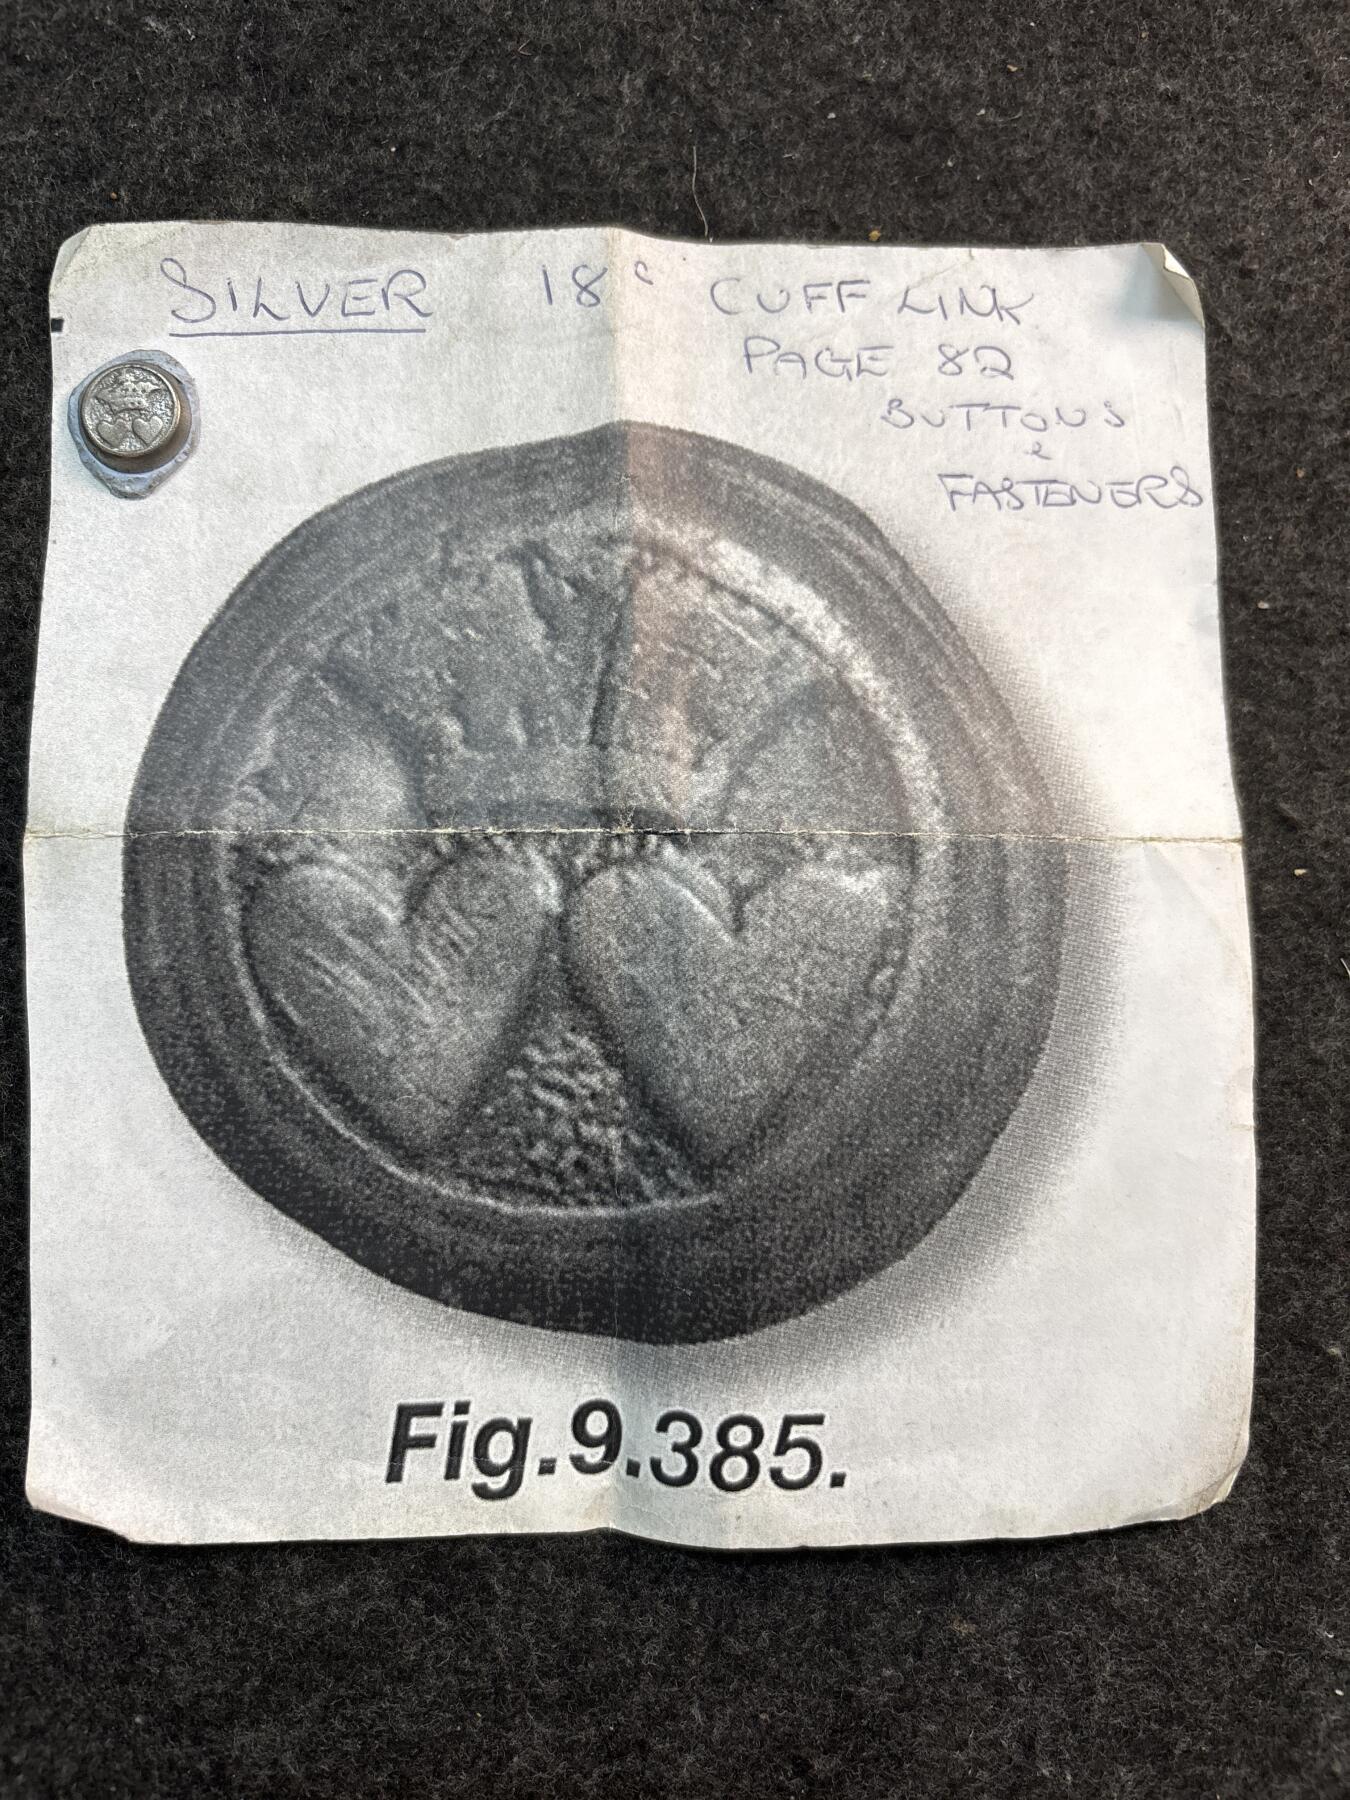 SILVER 18c CUFF LINK
PAGE 82
BUTTONS
&
FASTENERS
Fig.9.385.